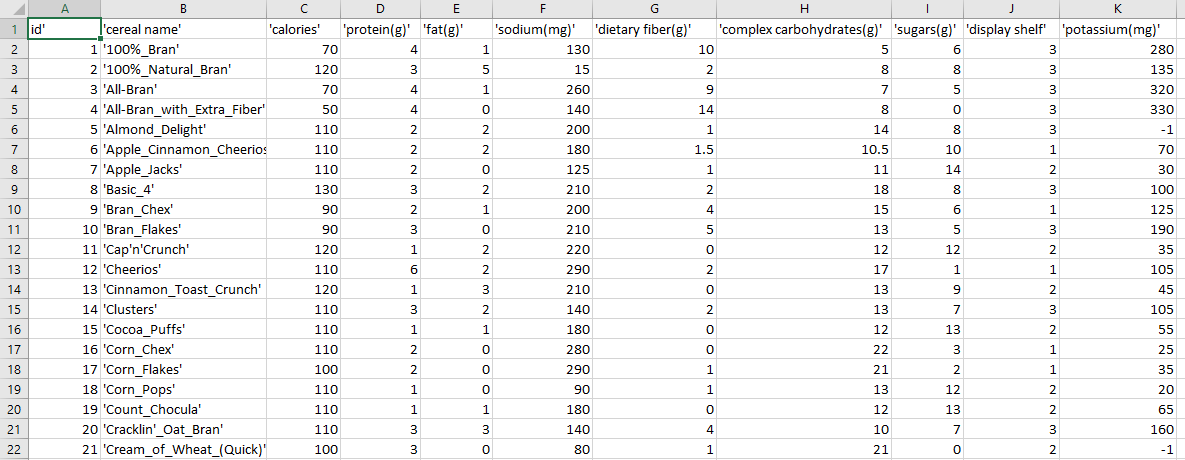 A B C D E F G H I J K
1 id' 'cereal name' 'calories' 'protein(g)' 'fat(g)' 'sodium(mg)' 'dietary fiber(g)' 'complex carbohydrates(g)' 'sugars(g)' 'display shelf' 'potassium(mg)'
2 1 '100%_Bran' 70 4 1 130 10 5 6 3 280
3 2 '100%_Natural_Bran' 120 3 5 15 2 8 8 3 135
4 3 'All-Bran' 70 4 1 260 9 7 5 3 320
5 4 'All-Bran_with_Extra_Fiber' 50 4 0 140 14 8 0 3 330
6 5 'Almond_Delight' 110 2 2 200 1 14 8 3 -1
7 6 'Apple_Cinnamon_Cheerios 110 2 2 180 1.5 10.5 10 1 70
8 7 'Apple_Jacks' 110 2 0 125 1 11 14 2 30
9 8 'Basic_4' 130 3 2 210 2 18 8 3 100
10 9 'Bran_Chex' 90 2 1 200 4 15 6 1 125
11 10 'Bran_Flakes' 90 3 0 210 5 13 5 3 190
12 11 'Cap'n'Crunch' 120 1 2 220 0 12 12 2 35
13 12 'Cheerios' 110 6 2 290 2 17 1 1 105
14 13 'Cinnamon_Toast_Crunch' 120 1 3 210 0 13 9 2 45
15 14 'Clusters' 110 3 2 140 2 13 7 3 105
16 15 'Cocoa_Puffs' 110 1 1 180 0 12 13 2 55
17 16 'Corn_Chex' 110 2 0 280 0 22 3 1 25
18 17 'Corn_Flakes' 100 2 0 290 1 21 2 1 35
19 18 'Corn_Pops' 110 1 0 90 1 13 12 2 20
20 19 'Count_Chocula' 110 1 1 180 0 12 13 2 65
21 20 'Cracklin'_Oat_Bran' 110 3 3 140 4 10 7 3 160
22 21 'Cream_of_Wheat_(Quick)' 100 3 0 80 1 21 0 2 -1